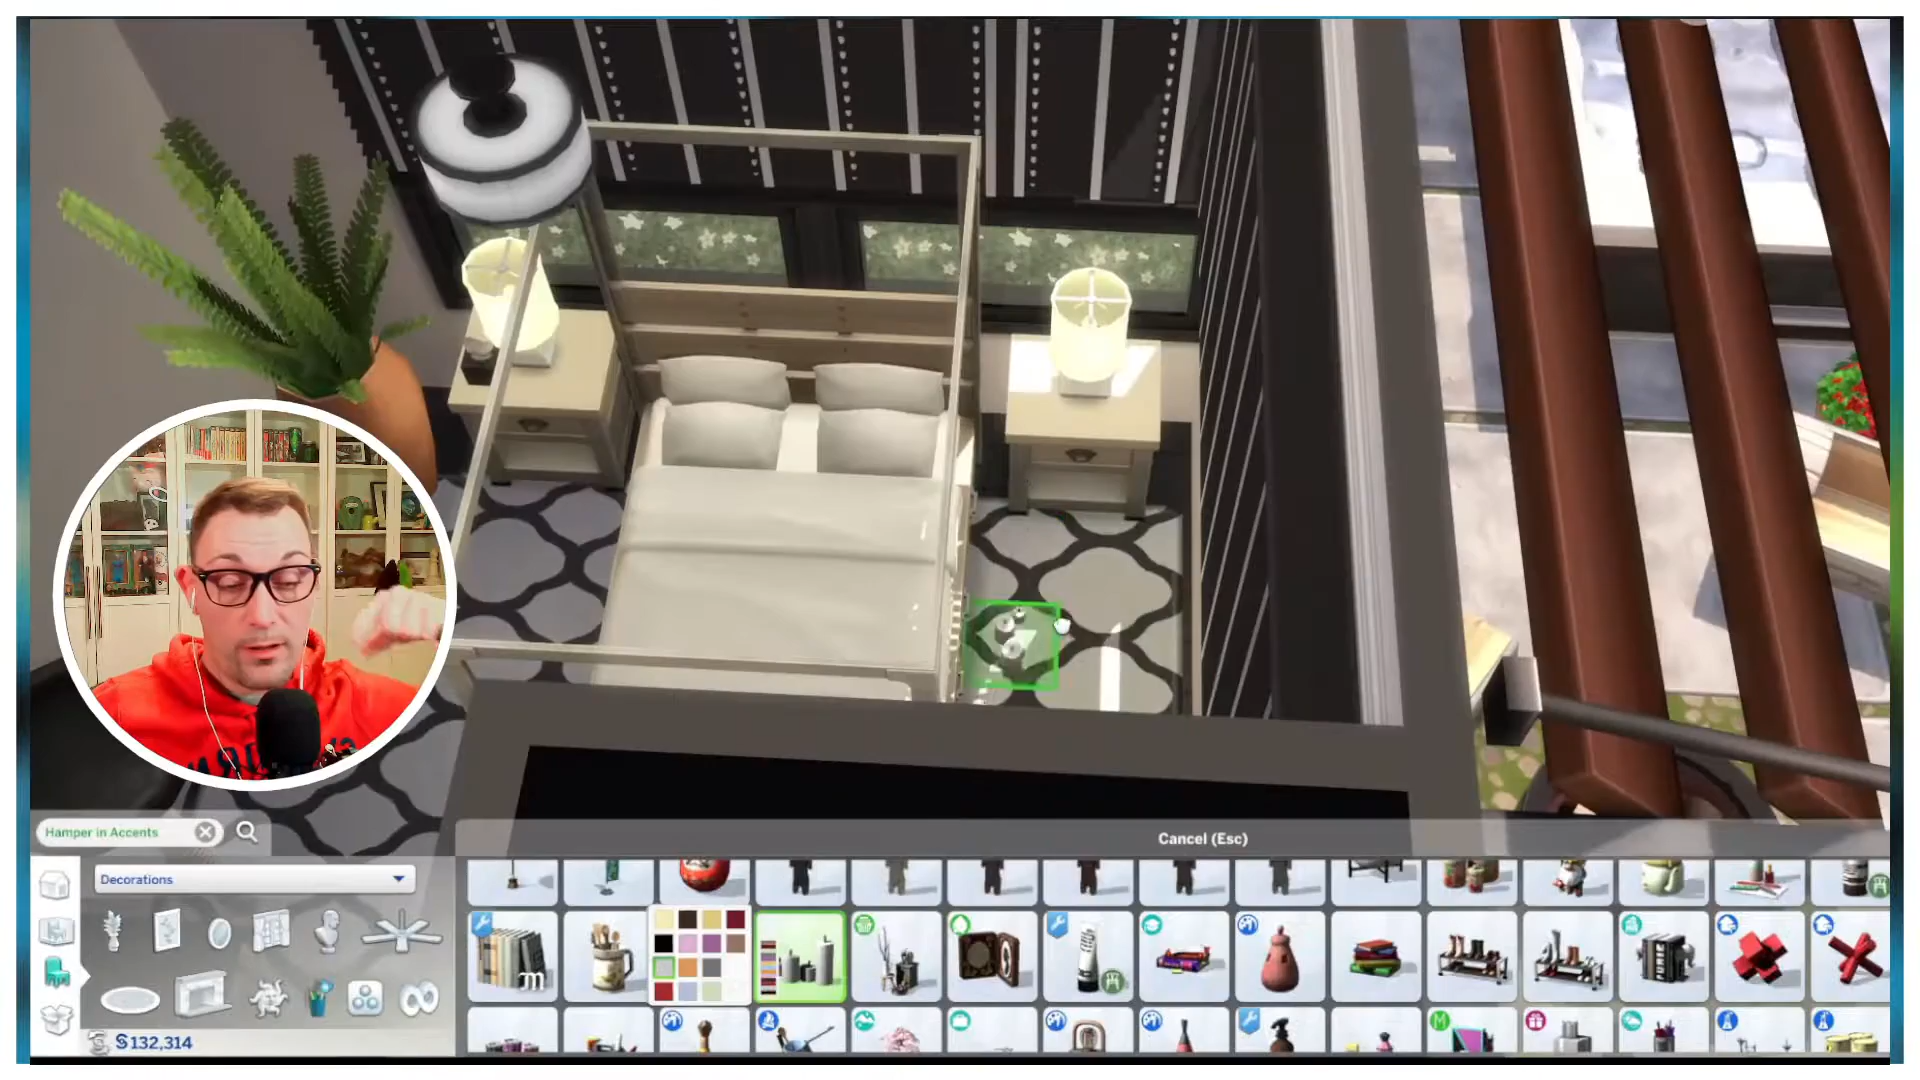 Hamper in Accents
Cancel (Esc)
Decorations
m
M
§132,314